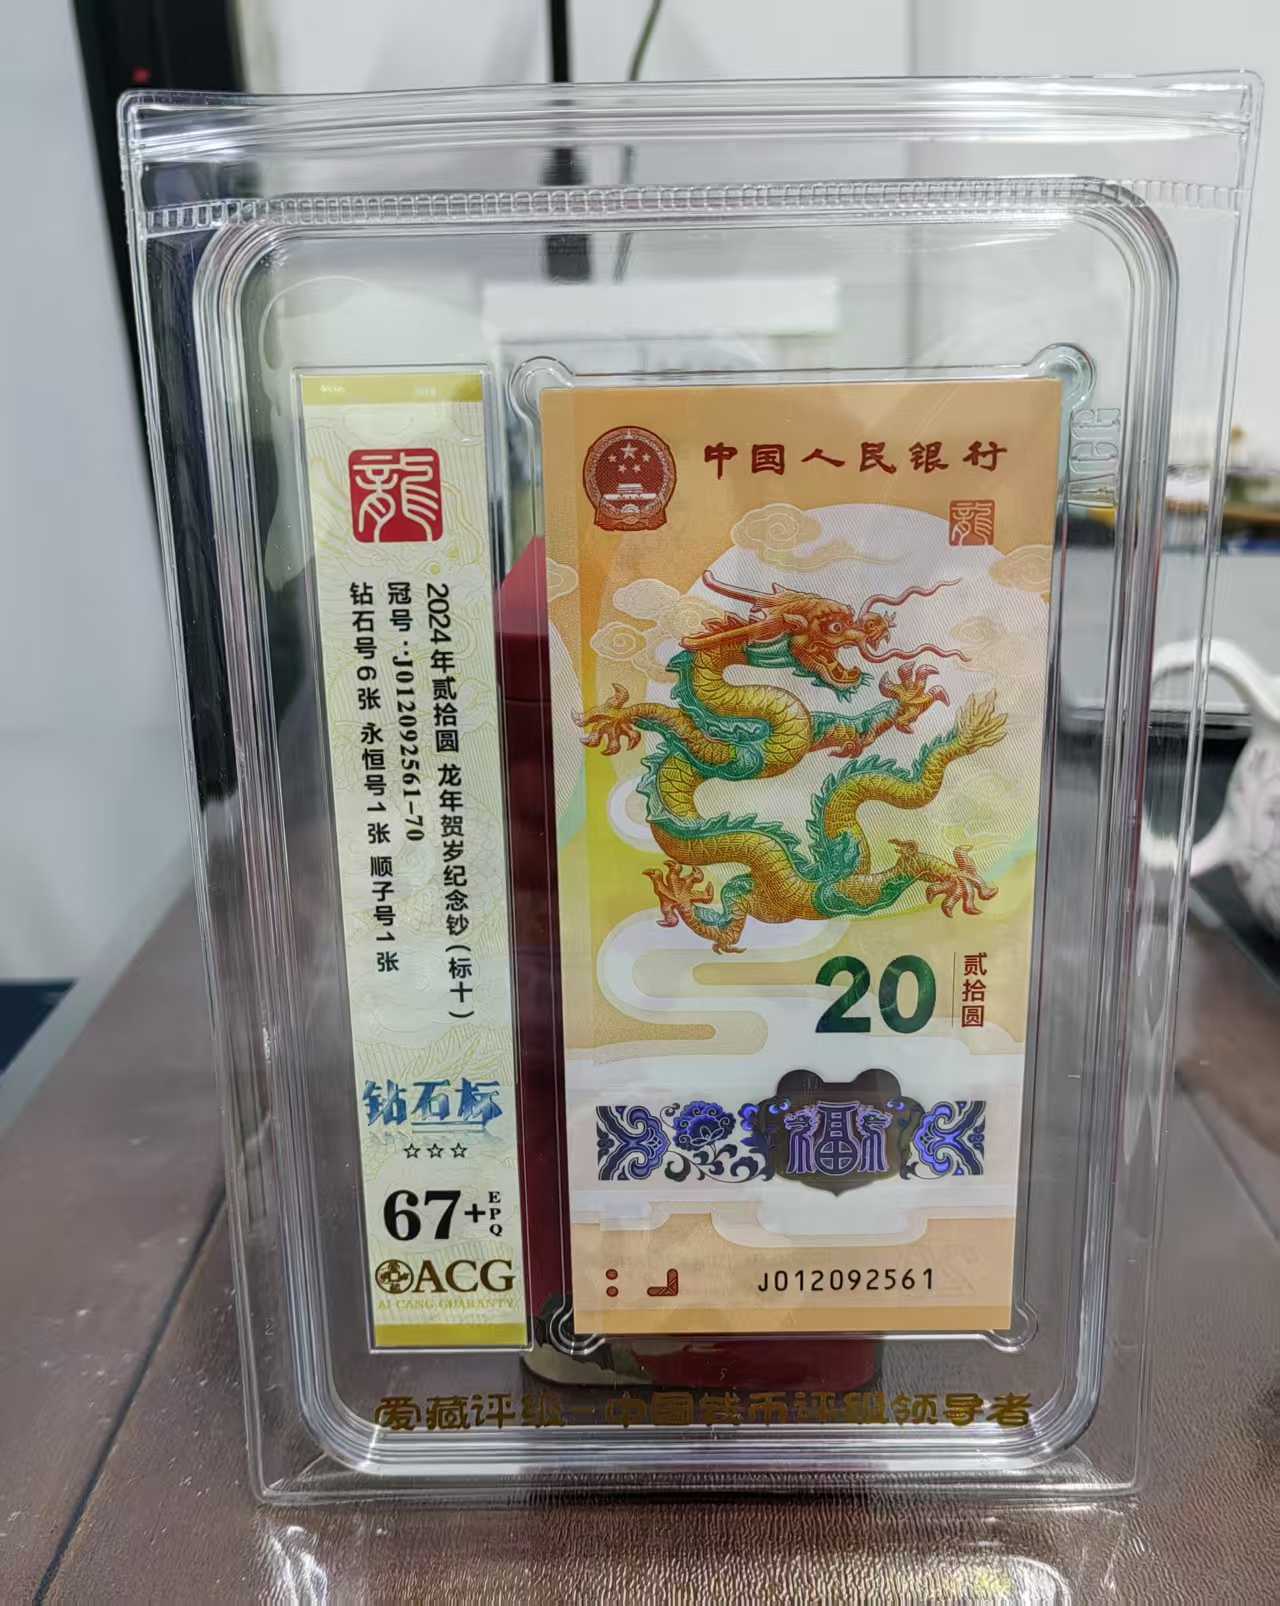 龍
2024年贰拾圆 龙年贺岁纪念钞(标十)
冠号:J012092561-70
钻石号6张 永恒号1张 顺子号1张
钻石标
☆☆☆
67+EPQ
ACG
AI CANG GUARANTY
中国人民银行
龍
20
贰拾圆
福
J012092561
ACG
爱藏评级-中国钱币评级领导者